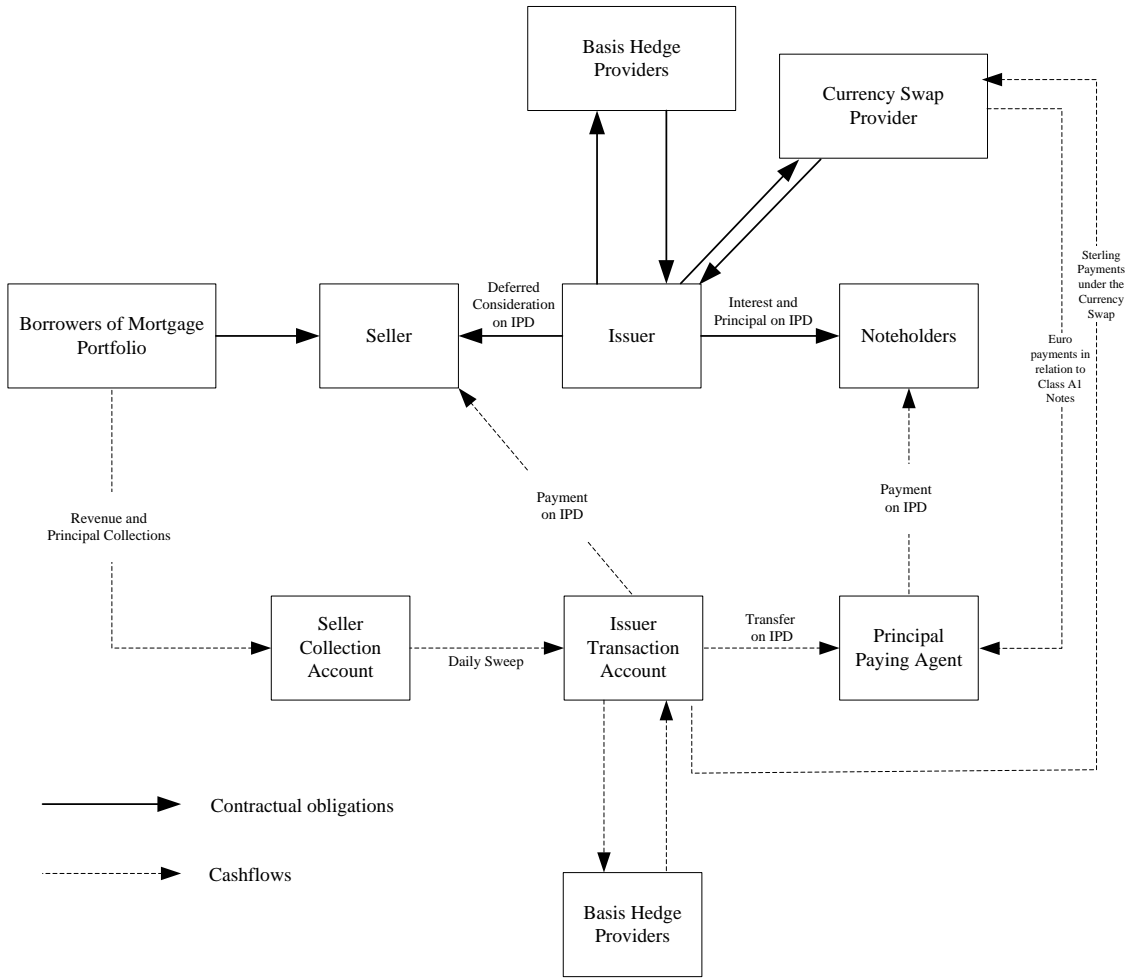 Basis Hedge
Providers
Currency Swap
Provider
Sterling
Payments
under the
Currency
Swap
Borrowers of Mortgage
Portfolio
Deferred
Consideration
on IPD
Seller
Issuer
Interest and
Principal on IPD
Noteholders
Euro
payments in
relation to
Class A1
Notes
Revenue and
Principal Collections
Payment
on IPD
Payment
on IPD
Seller
Collection
Account
Daily Sweep
Issuer
Transaction
Account
Transfer
on IPD
Principal
Paying Agent
Contractual obligations
Cashflows
Basis Hedge
Providers